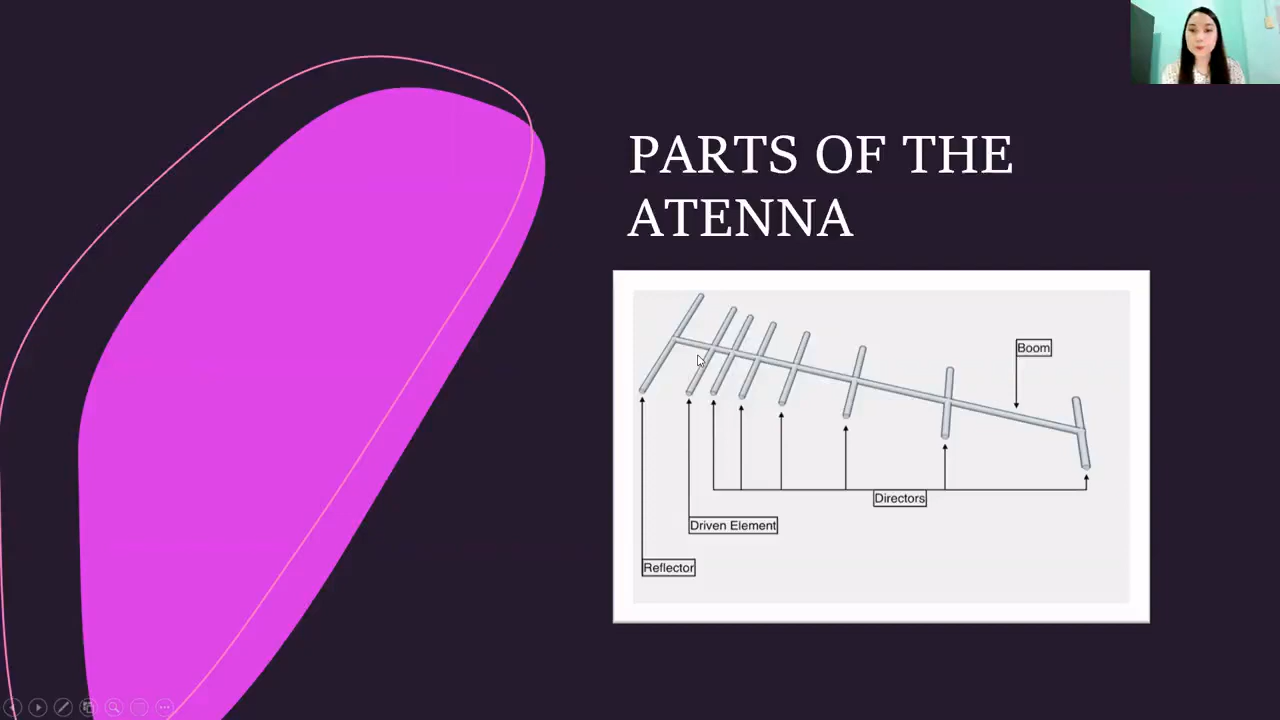 PARTS OF THE
ATENNA
Boom
Directors
Driven Element
Reflector